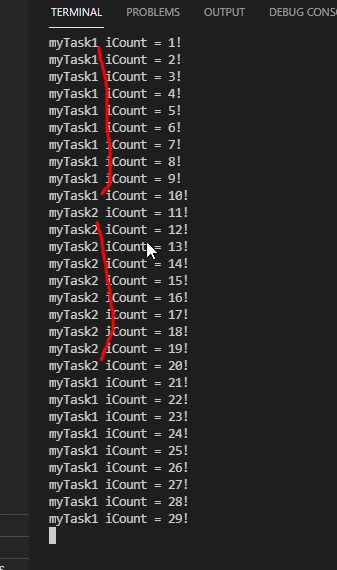 TERMINAL PROBLEMS OUTPUT DEBUG CONS
myTask1 iCount = 1!
myTask1 iCount = 2!
myTask1 iCount = 3!
myTask1 iCount = 4!
myTask1 iCount = 5!
myTask1 iCount = 6!
myTask1 iCount = 7!
myTask1 iCount = 8!
myTask1 iCount = 9!
myTask1 iCount = 10!
myTask2 iCount = 11!
myTask2 iCount = 12!
myTask2 iCount = 13!
myTask2 iCount = 14!
myTask2 iCount = 15!
myTask2 iCount = 16!
myTask2 iCount = 17!
myTask2 iCount = 18!
myTask2 iCount = 19!
myTask2 iCount = 20!
myTask1 iCount = 21!
myTask1 iCount = 22!
myTask1 iCount = 23!
myTask1 iCount = 24!
myTask1 iCount = 25!
myTask1 iCount = 26!
myTask1 iCount = 27!
myTask1 iCount = 28!
myTask1 iCount = 29!